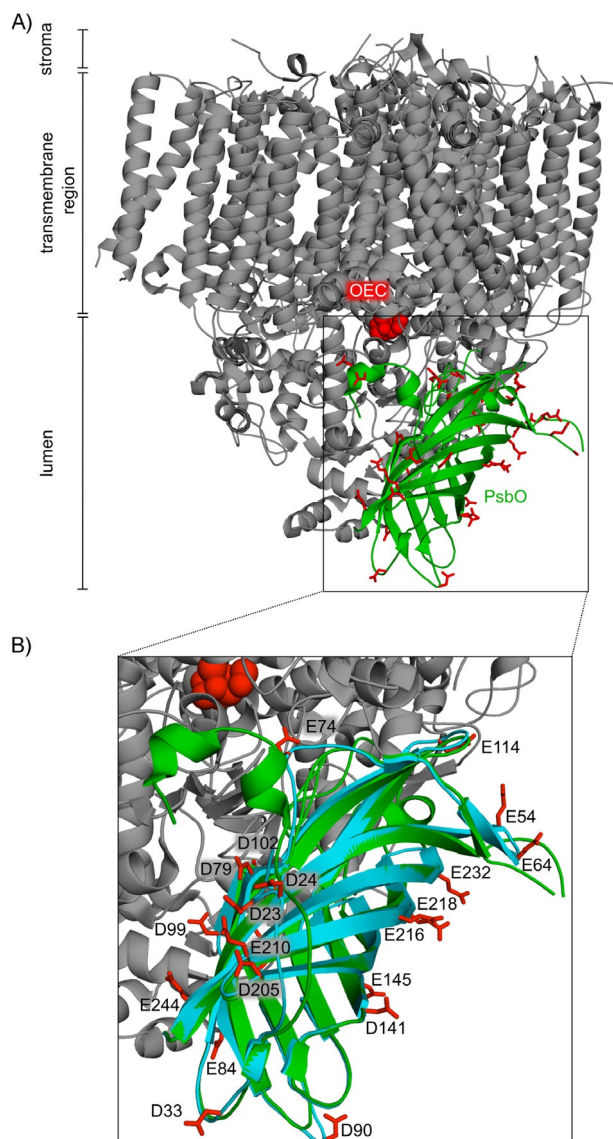 A)
stroma
transmembrane
region
OEC
lumen
PsbO
B)
E74
E114
E54
D102
E64
D79
D24
E232
D23
E218
D99
E210
E216
D205
E145
E244
D141
E84
D33
D90